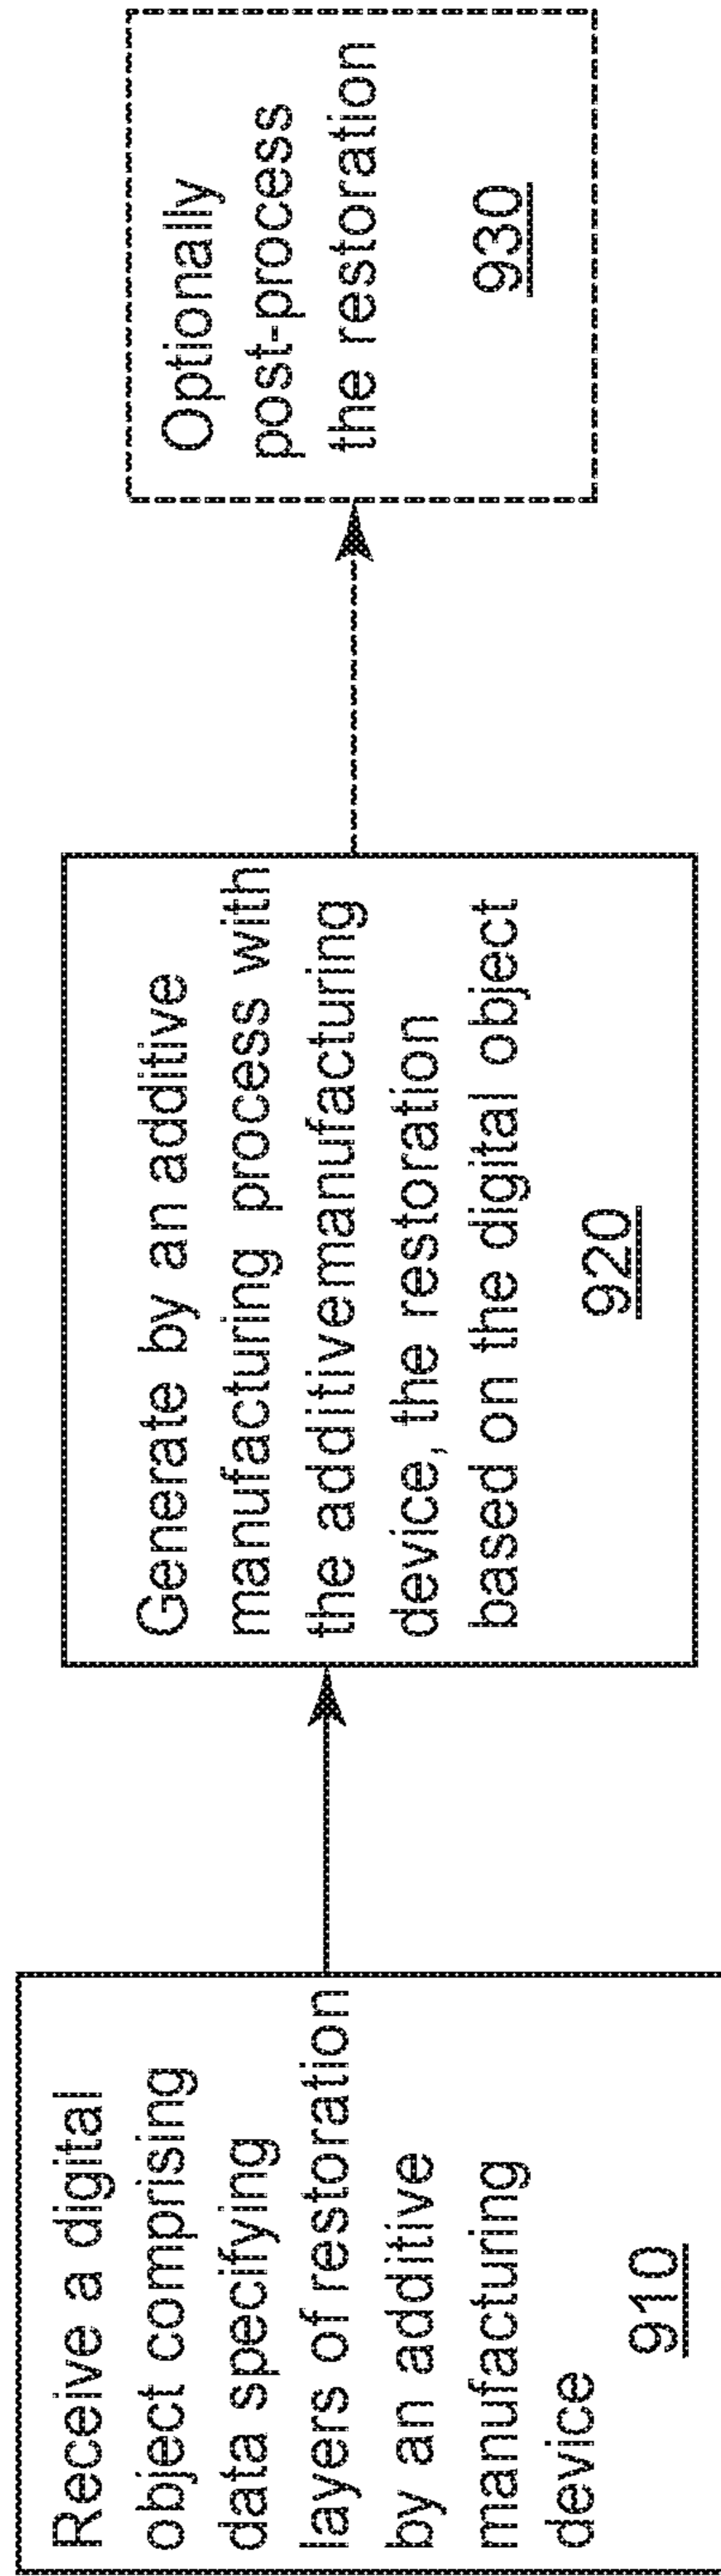 Receive a digital
object comprising
data specifying
layers of restoration
by an additive
manufacturing
device
910
Generate by an additive
manufacturing process with
the additivemanufacturing
device, the restoration
based on the digital object
920
Optionally
post-process
the restoration
930